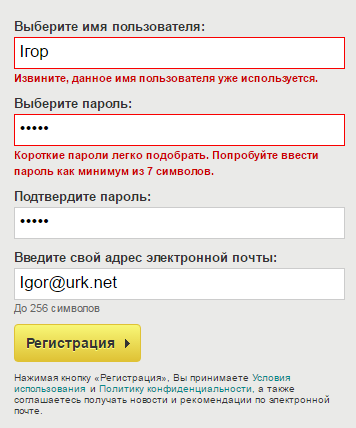 Выберите имя пользователя:
Ігор
Извините, данное имя пользователя уже используется.
Выберите пароль:
•••••
Короткие пароли легко подобрать. Попробуйте ввести
пароль как минимум из 7 символов.
Подтвердите пароль:
•••••
Введите свой адрес электронной почты:
Igor@urk.net
До 256 символов
Регистрация
Нажимая кнопку «Регистрация», Вы принимаете Условия
использования и Политику конфиденциальности, а также
соглашаетесь получать новости и рекомендации по электронной
почте.